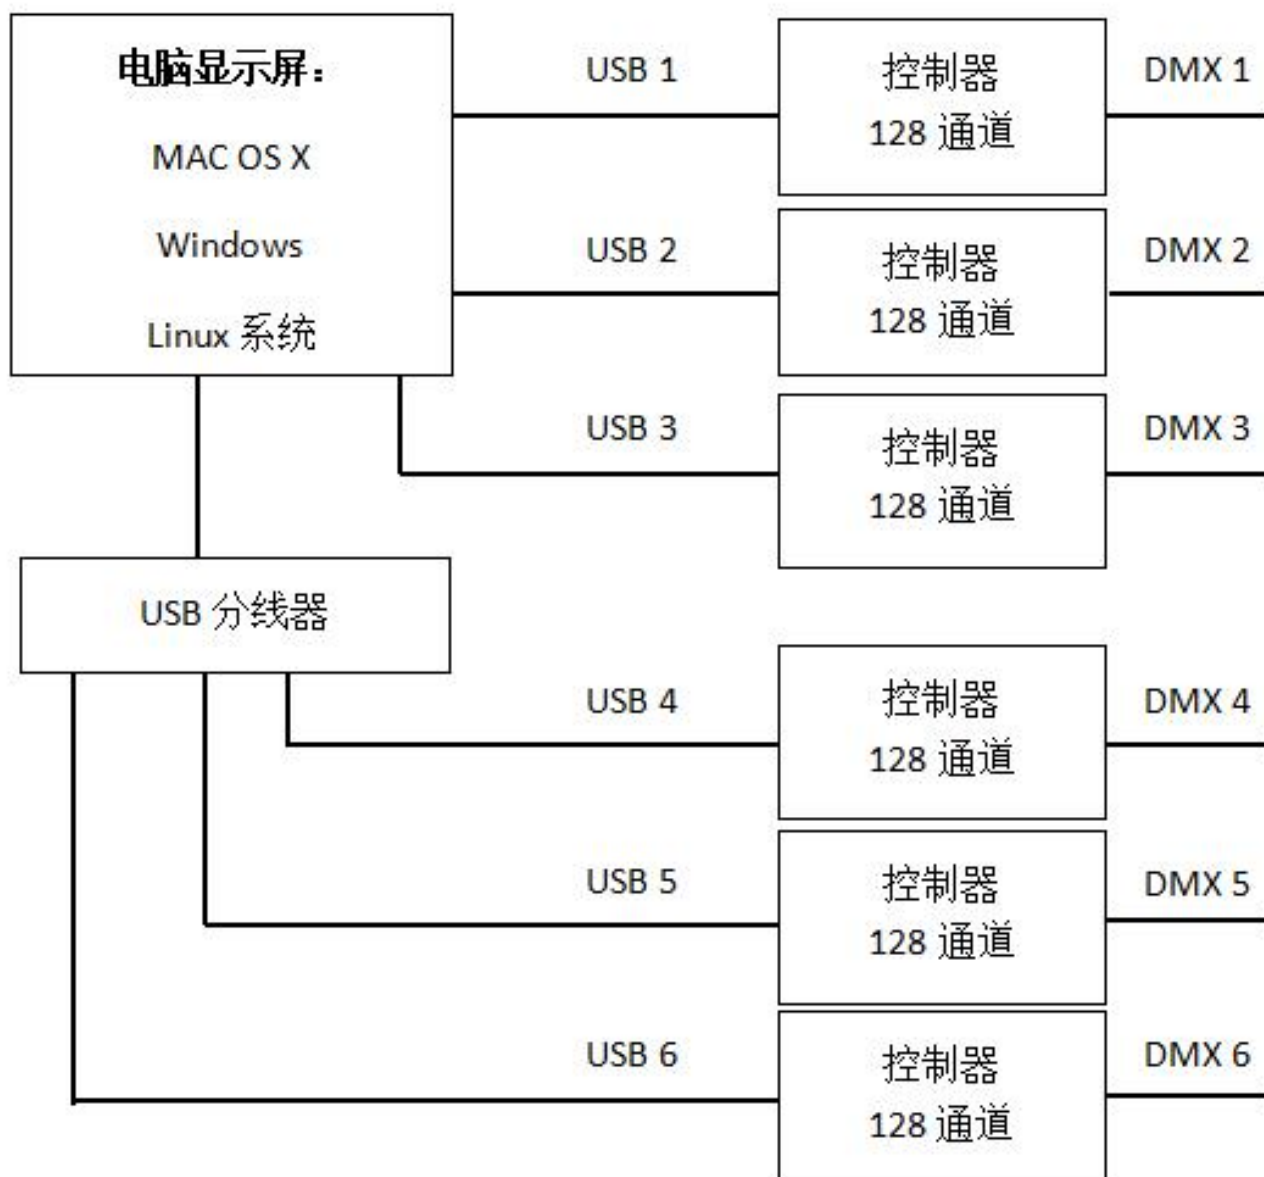 电脑显示屏：
MAC OS X
Windows
Linux 系统
USB 1
控制器
128 通道
DMX 1
USB 2
控制器
128 通道
DMX 2
USB 3
控制器
128 通道
DMX 3
USB 分线器
USB 4
控制器
128 通道
DMX 4
USB 5
控制器
128 通道
DMX 5
USB 6
控制器
128 通道
DMX 6